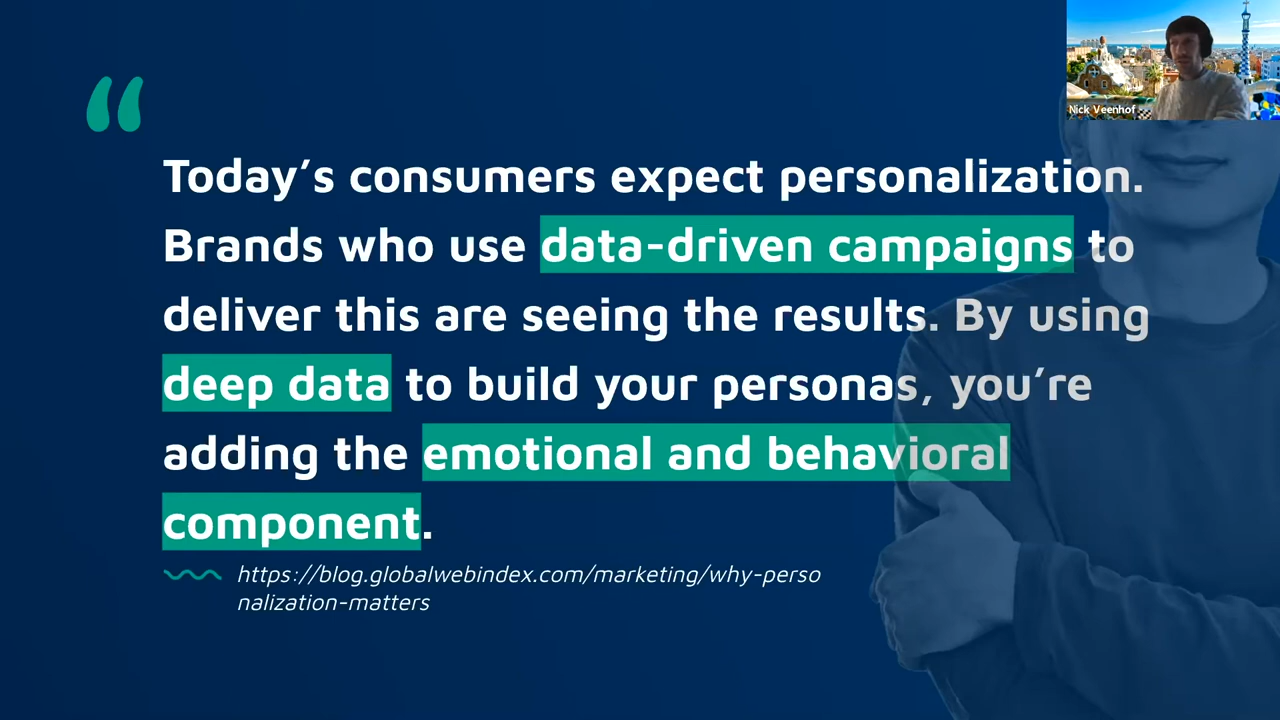 Nick Veenhof
“
Today’s consumers expect personalization.
Brands who use data-driven campaigns to
deliver this are seeing the results. By using
deep data to build your personas, you’re
adding the emotional and behavioral
component.
https://blog.globalwebindex.com/marketing/why-perso
nalization-matters